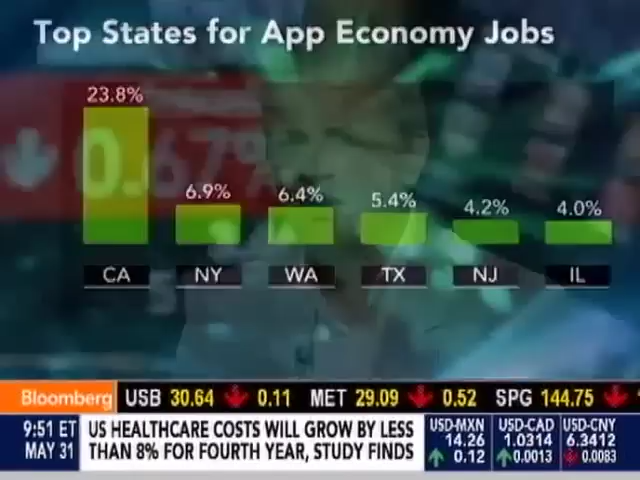 Top States for App Economy Jobs
23.8%
6.9%
6.4%
5.4%
4.2%
4.0%
0.67%
CA NY WA TX NJ IL
Bloomberg USB 30.64 0.11 MET 29.09 0.52 SPG 144.75
9:51 ET
MAY 31
US HEALTHCARE COSTS WILL GROW BY LESS
THAN 8% FOR FOURTH YEAR, STUDY FINDS
USD-MXN
14.26
0.12
USD-CAD
1.0314
0.0013
USD-CNY
6.3412
0.0083